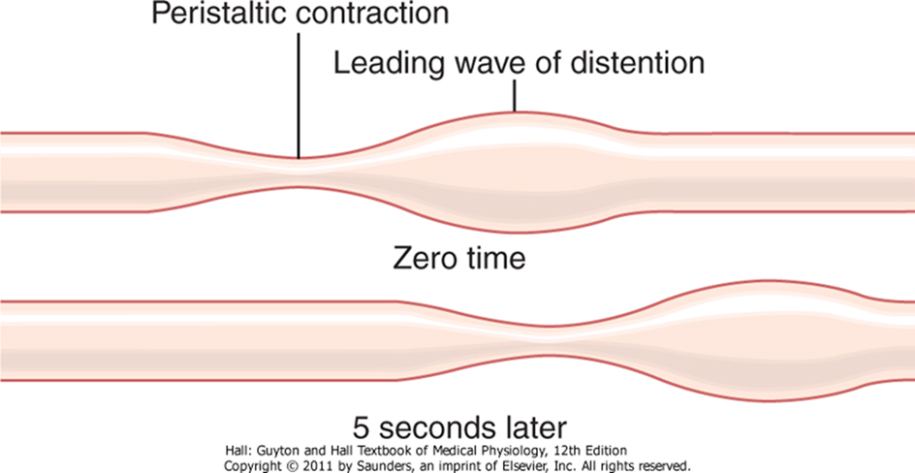 Peristaltic contraction
Leading wave of distention
Zero time
5 seconds later
Hall: Guyton and Hall Textbook of Medical Physiology, 12th Edition
Copyright © 2011 by Saunders, an imprint of Elsevier, Inc. All rights reserved.